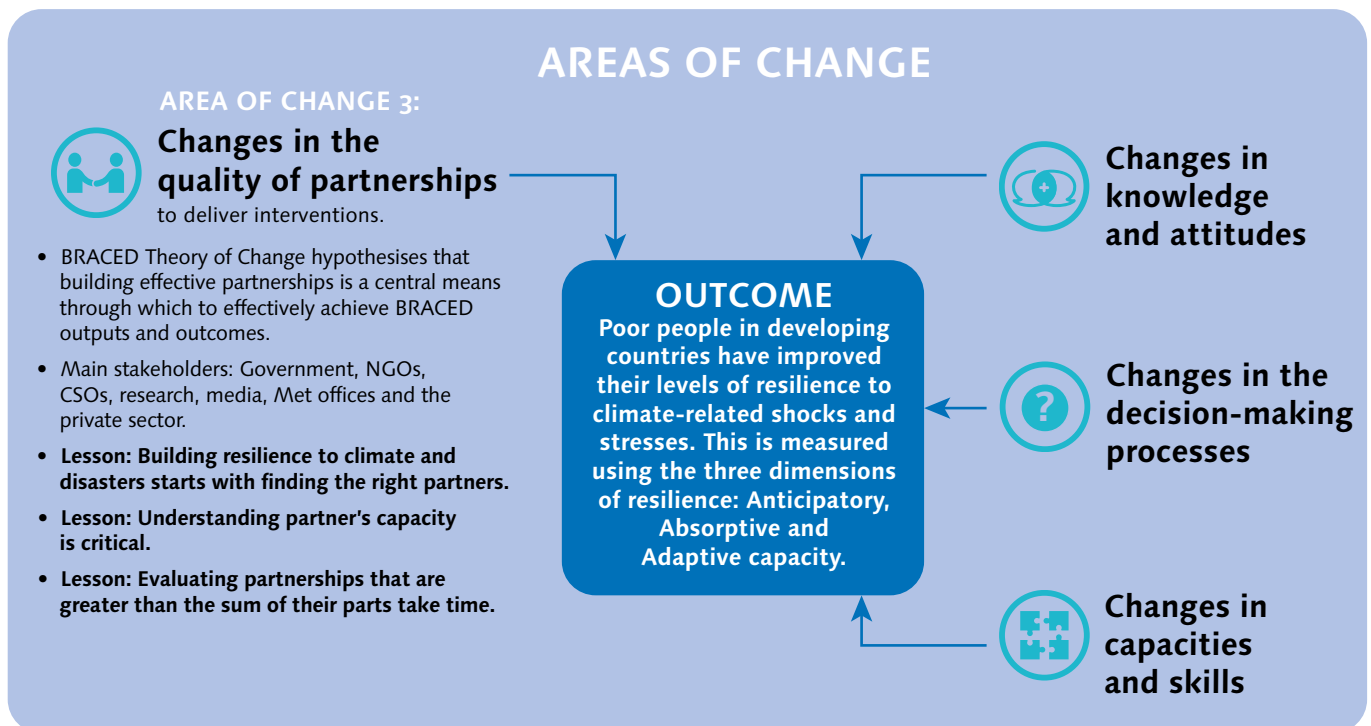 AREAS OF CHANGE
AREA OF CHANGE 3:
Changes in the
quality of partnerships
to deliver interventions.
• BRACED Theory of Change hypothesises that
building effective partnerships is a central means
through which to effectively achieve BRACED
outputs and outcomes.
• Main stakeholders: Government, NGOs,
CSOs, research, media, Met offices and the
private sector.
• Lesson: Building resilience to climate and
disasters starts with finding the right partners.
• Lesson: Understanding partner's capacity
is critical.
• Lesson: Evaluating partnerships that are
greater than the sum of their parts take time.
OUTCOME
Poor people in developing
countries have improved
their levels of resilience to
climate-related shocks and
stresses. This is measured
using the three dimensions
of resilience: Anticipatory,
Absorptive and
Adaptive capacity.
Changes in
knowledge
and attitudes
?
Changes in the
decision-making
processes
Changes in
capacities
and skills